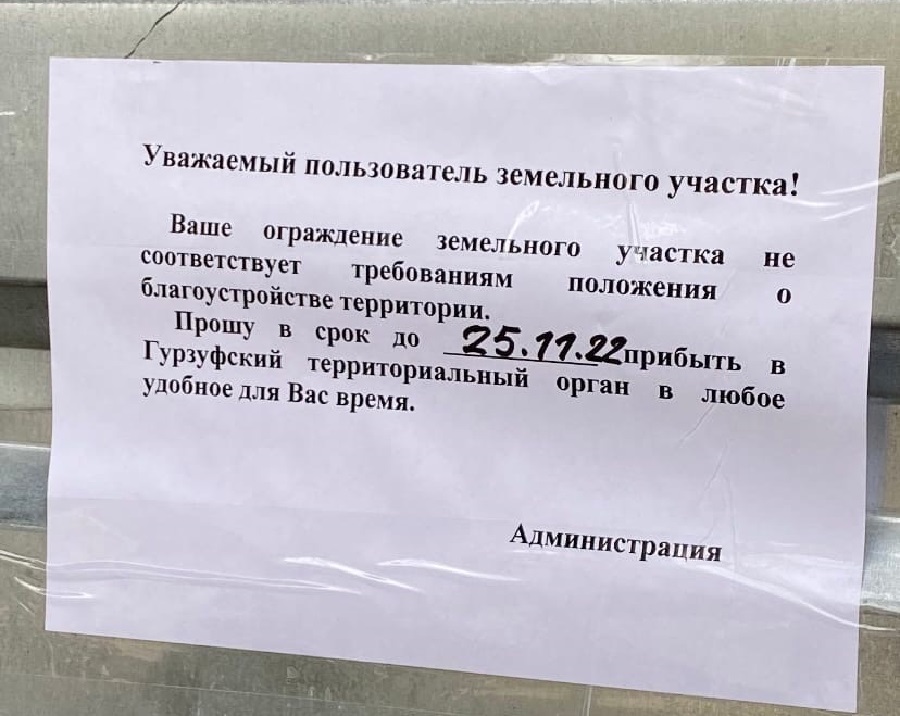 Уважаемый пользователь земельного участка!
Ваше ограждение земельного участка не
соответствует требованиям положения о
благоустройстве территории.
Прошу в срок до 25.11.22 прибыть в
Гурзуфский территориальный орган в любое
удобное для Вас время.
Администрация